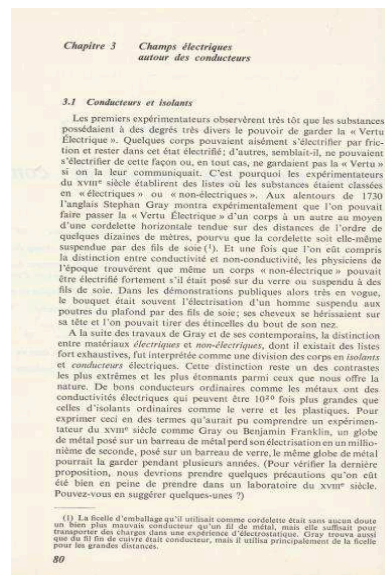 Chapitre 3 Champs électriques
autour des conducteurs
3.1 Conducteurs et isolants
Les premiers expérimentateurs observèrent très tôt que les substances
possédaient à des degrés très divers le pouvoir de garder la « Vertu
Électrique ». Quelques corps pouvaient aisément s'électrifier par fric-
tion et rester dans cet état électrifié; d'autres, semblait-il, ne pouvaient
s'électrifier de cette façon ou, en tout cas, ne gardaient pas la « Vertu »
si on la leur communiquait. C'est pourquoi les expérimentateurs
du XVIIIᵉ siècle établirent des listes où les substances étaient classées
en « électriques » ou « non-électriques ». Aux alentours de 1730
l'anglais Stephan Gray montra expérimentalement que l'on pouvait
faire passer la « Vertu Électrique » d'un corps à un autre au moyen
d'une cordelette horizontale tendue sur des distances de l'ordre de
quelques dizaines de mètres, pourvu que la cordelette soit elle-même
suspendue par des fils de soie (¹). Et une fois que l'on eût compris
la distinction entre conductivité et non-conductivité, les physiciens de
l'époque trouvèrent que même un corps « non-électrique » pouvait
être électrifié fortement s'il était posé sur du verre ou suspendu à des
fils de soie. Dans les démonstrations publiques alors très en vogue,
le bouquet était souvent l'électrisation d'un homme suspendu aux
poutres du plafond par des fils de soie; ses cheveux se hérissaient sur
sa tête et l'on pouvait tirer des étincelles du bout de son nez.
A la suite des travaux de Gray et de ses contemporains, la distinction
entre matériaux électriques et non-électriques, dont il existait des listes
fort exhaustives, fut interprétée comme une division des corps en isolants
et conducteurs électriques. Cette distinction reste un des contrastes
les plus extrêmes et les plus étonnants parmi ceux que nous offre la
nature. De bons conducteurs ordinaires comme les métaux ont des
conductivités électriques qui peuvent être 10²⁰ fois plus grandes que
celles d'isolants ordinaires comme le verre et les plastiques. Pour
exprimer ceci en des termes qu'aurait pu comprendre un expérimen-
tateur du XVIIIᵉ siècle comme Gray ou Benjamin Franklin, un globe
de métal posé sur un barreau de métal perd son électrisation en un millio-
nième de seconde, posé sur un barreau de verre, le même globe de métal
pourrait la garder pendant plusieurs années. (Pour vérifier la dernière
proposition, nous devrions prendre quelques précautions qu'on eût
été bien en peine de prendre dans un laboratoire du XVIIIᵉ siècle.
Pouvez-vous en suggérer quelques-unes ?)
(1) La ficelle d'emballage qu'il utilisait comme cordelette était sans aucun doute
un bien plus mauvais conducteur qu'un fil de métal, mais elle suffisait pour
transporter des charges dans une expérience d'électrostatique. Gray trouva aussi
que du fil fin de cuivre était conducteur, mais il utilisa principalement de la ficelle
pour les grandes distances.
80